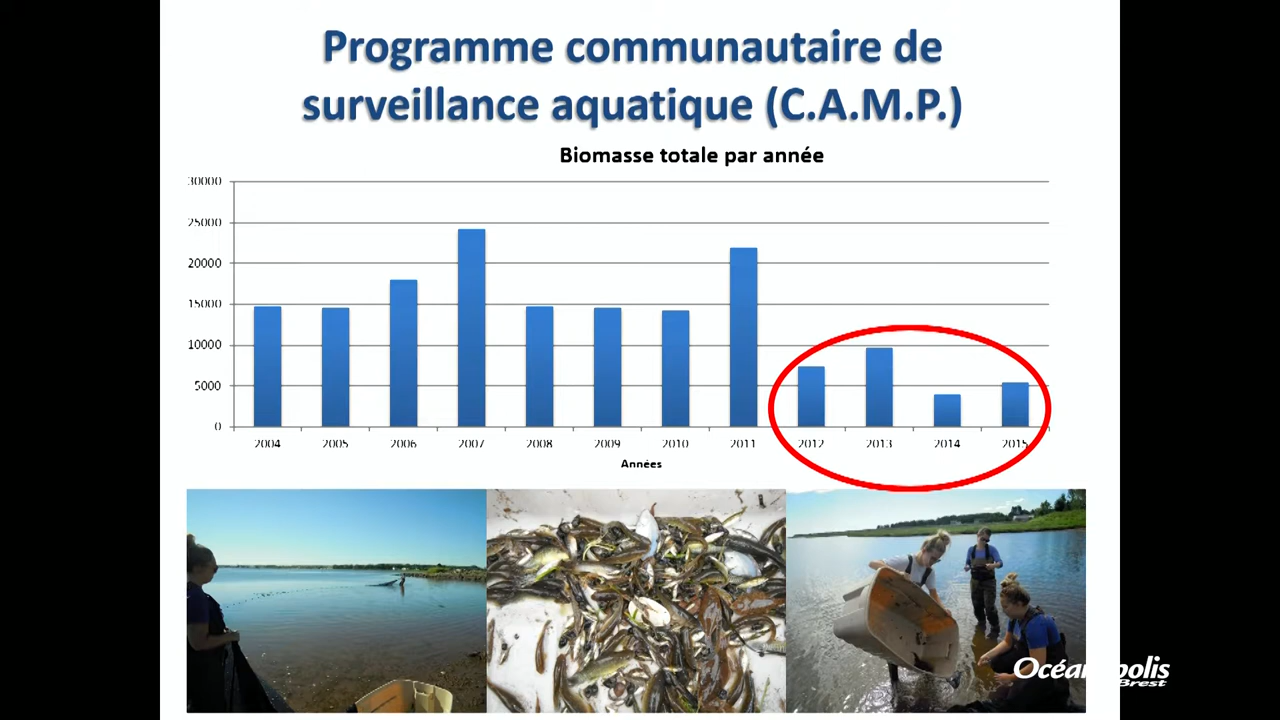 Programme communautaire de
surveillance aquatique (C.A.M.P.)
Biomasse totale par année
30000
25000
20000
15000
10000
5000
0
2004 2005 2006 2007 2008 2009 2010 2011 2012 2013 2014 2015
Années
Océanopolis
Brest